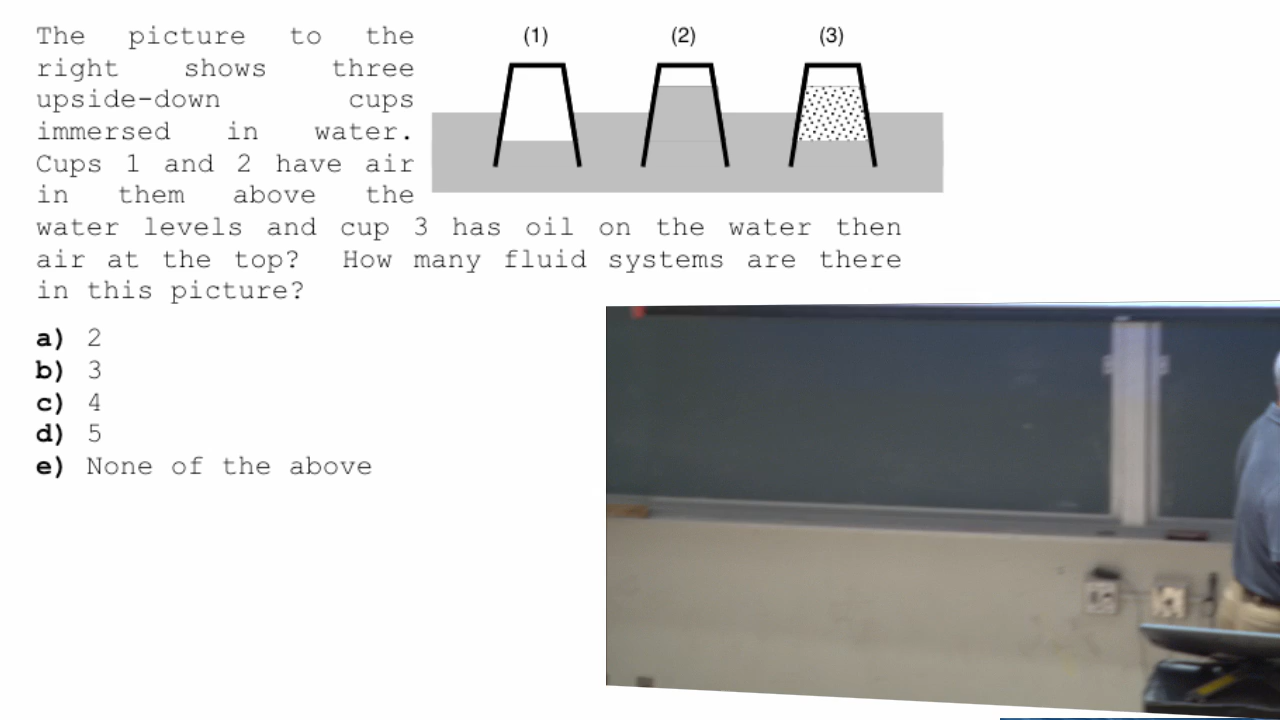 The picture to the
right shows three
upside-down cups
immersed in water.
Cups 1 and 2 have air
in them above the
water levels and cup 3 has oil on the water then
air at the top? How many fluid systems are there
in this picture?
(1) (2) (3)
a) 2
b) 3
c) 4
d) 5
e) None of the above